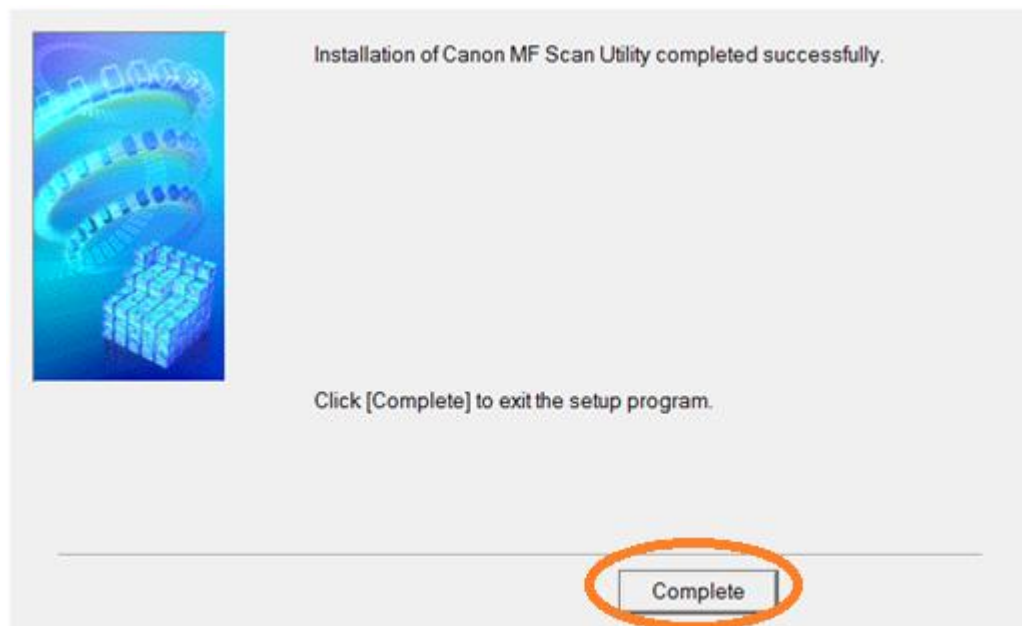 Installation of Canon MF Scan Utility completed successfully.
Click [Complete] to exit the setup program.
Complete